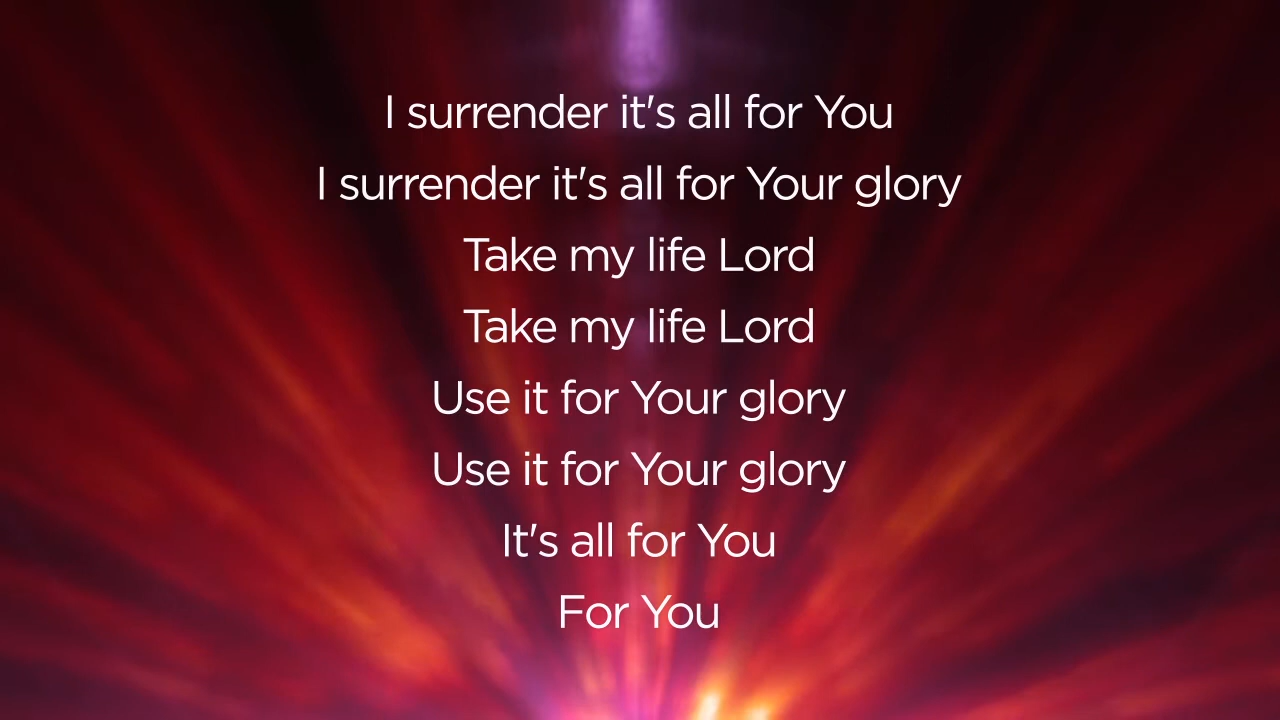 I surrender it's all for You
I surrender it's all for Your glory
Take my life Lord
Take my life Lord
Use it for Your glory
Use it for Your glory
It's all for You
For You